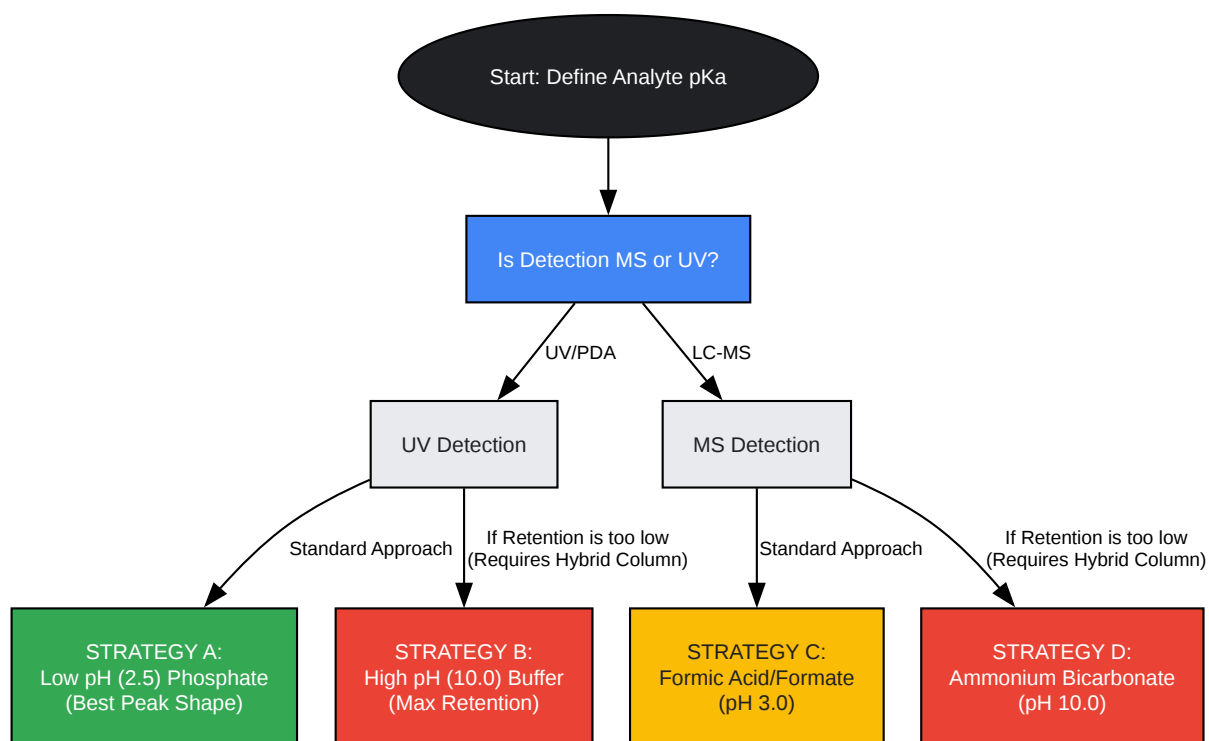 Start: Define Analyte pKa
Is Detection MS or UV?
UV/PDA
LC-MS
UV Detection
MS Detection
Standard Approach
If Retention is too low
(Requires Hybrid Column)
Standard Approach
If Retention is too low
(Requires Hybrid Column)
STRATEGY A:
Low pH (2.5) Phosphate
(Best Peak Shape)
STRATEGY B:
High pH (10.0) Buffer
(Max Retention)
STRATEGY C:
Formic Acid/Formate
(pH 3.0)
STRATEGY D:
Ammonium Bicarbonate
(pH 10.0)